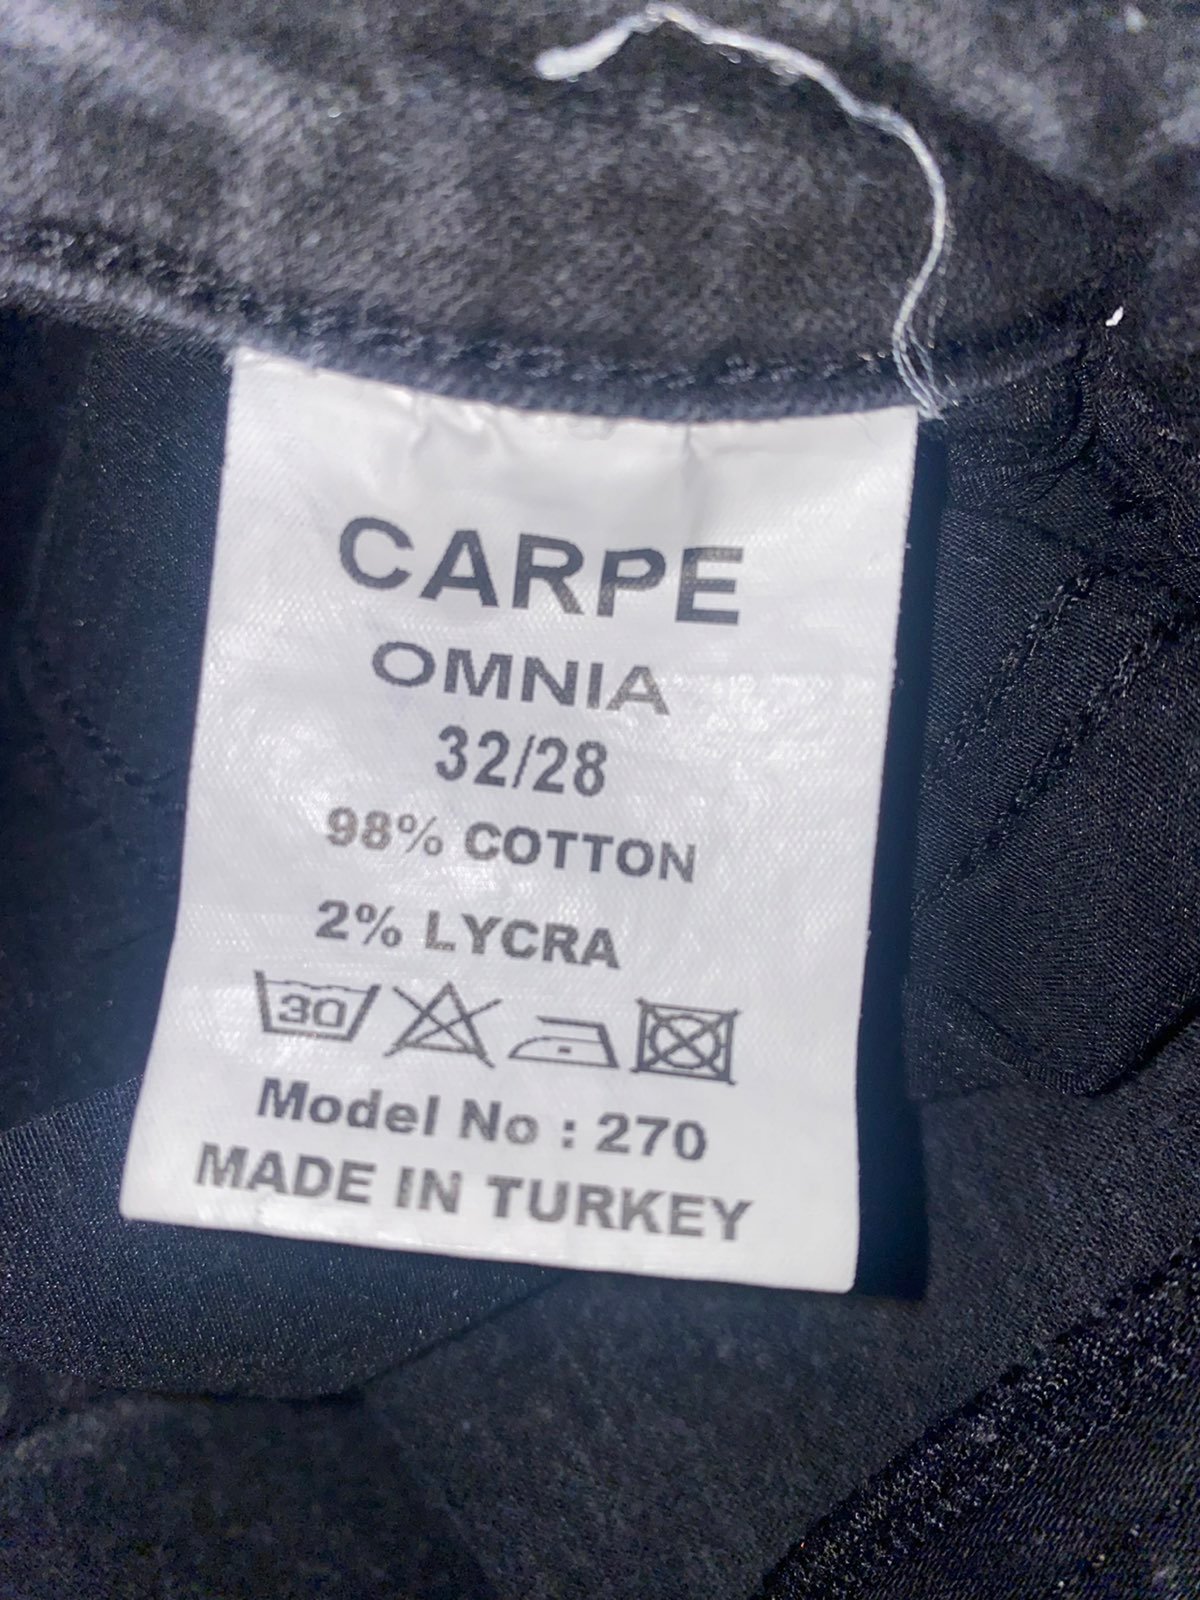 CARPE
OMNIA
32/28
98% COTTON
2% LYCRA
30
Model No : 270
MADE IN TURKEY